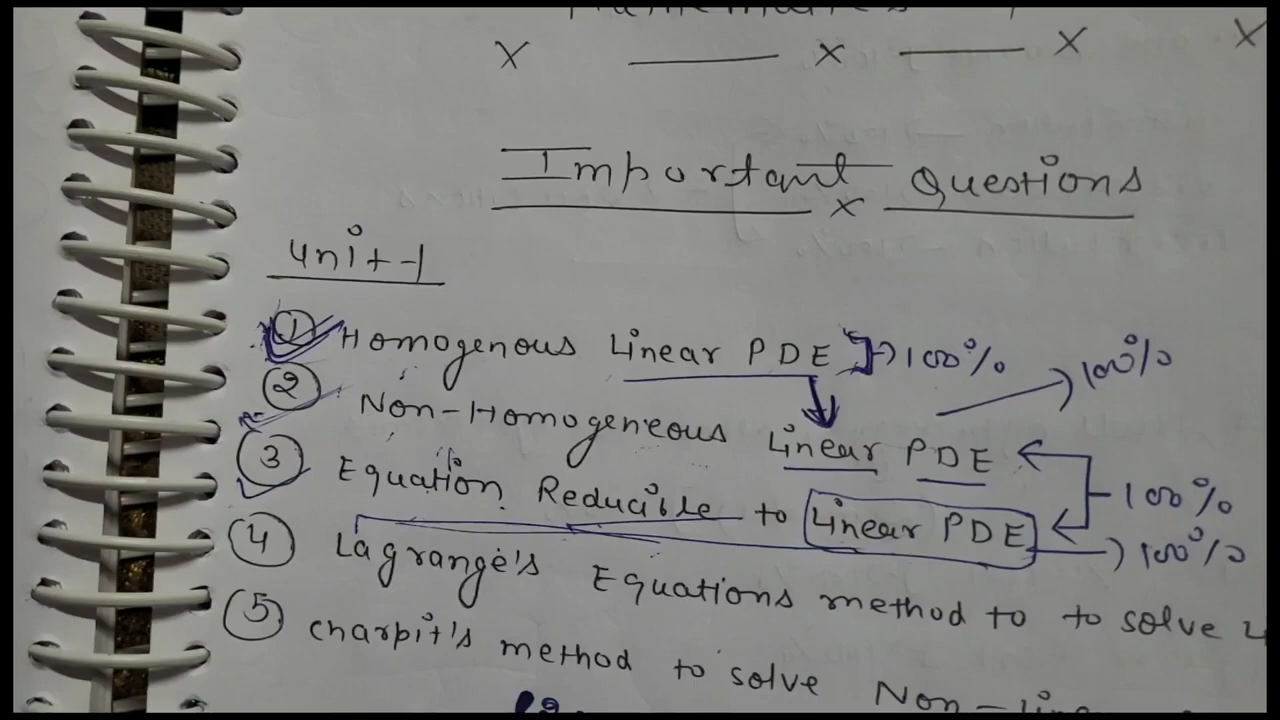 X — X — X X
Important Questions
X
Unit-1
① Homogenous Linear PDE → 100%
→ 100%
② Non-Homogeneous Linear PDE
100%
③ Equation Reducible to Linear PDE → 100%
④ Lagrange's Equations method to to solve
⑤ Charpit's method to solve Non-